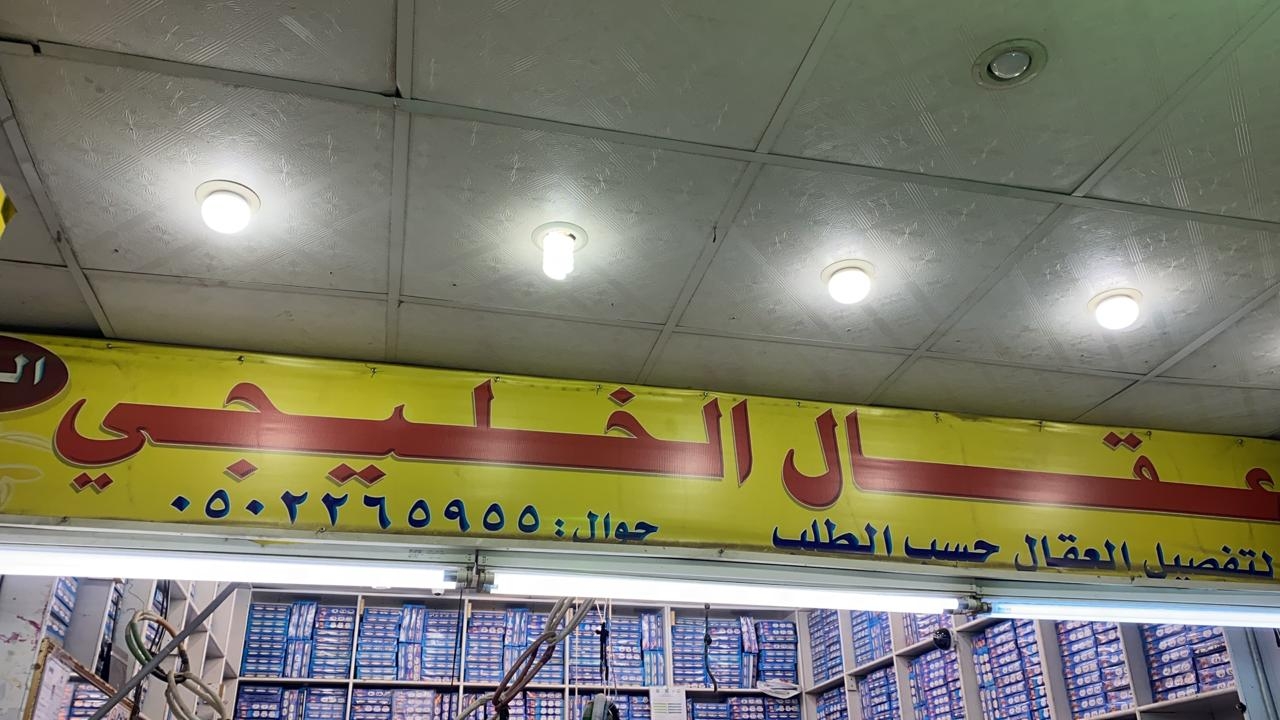 عقال الخليجي
لتفصيل العقال حسب الطلب
جوال: ٠٥٠٢٢٦٥٩٥٥